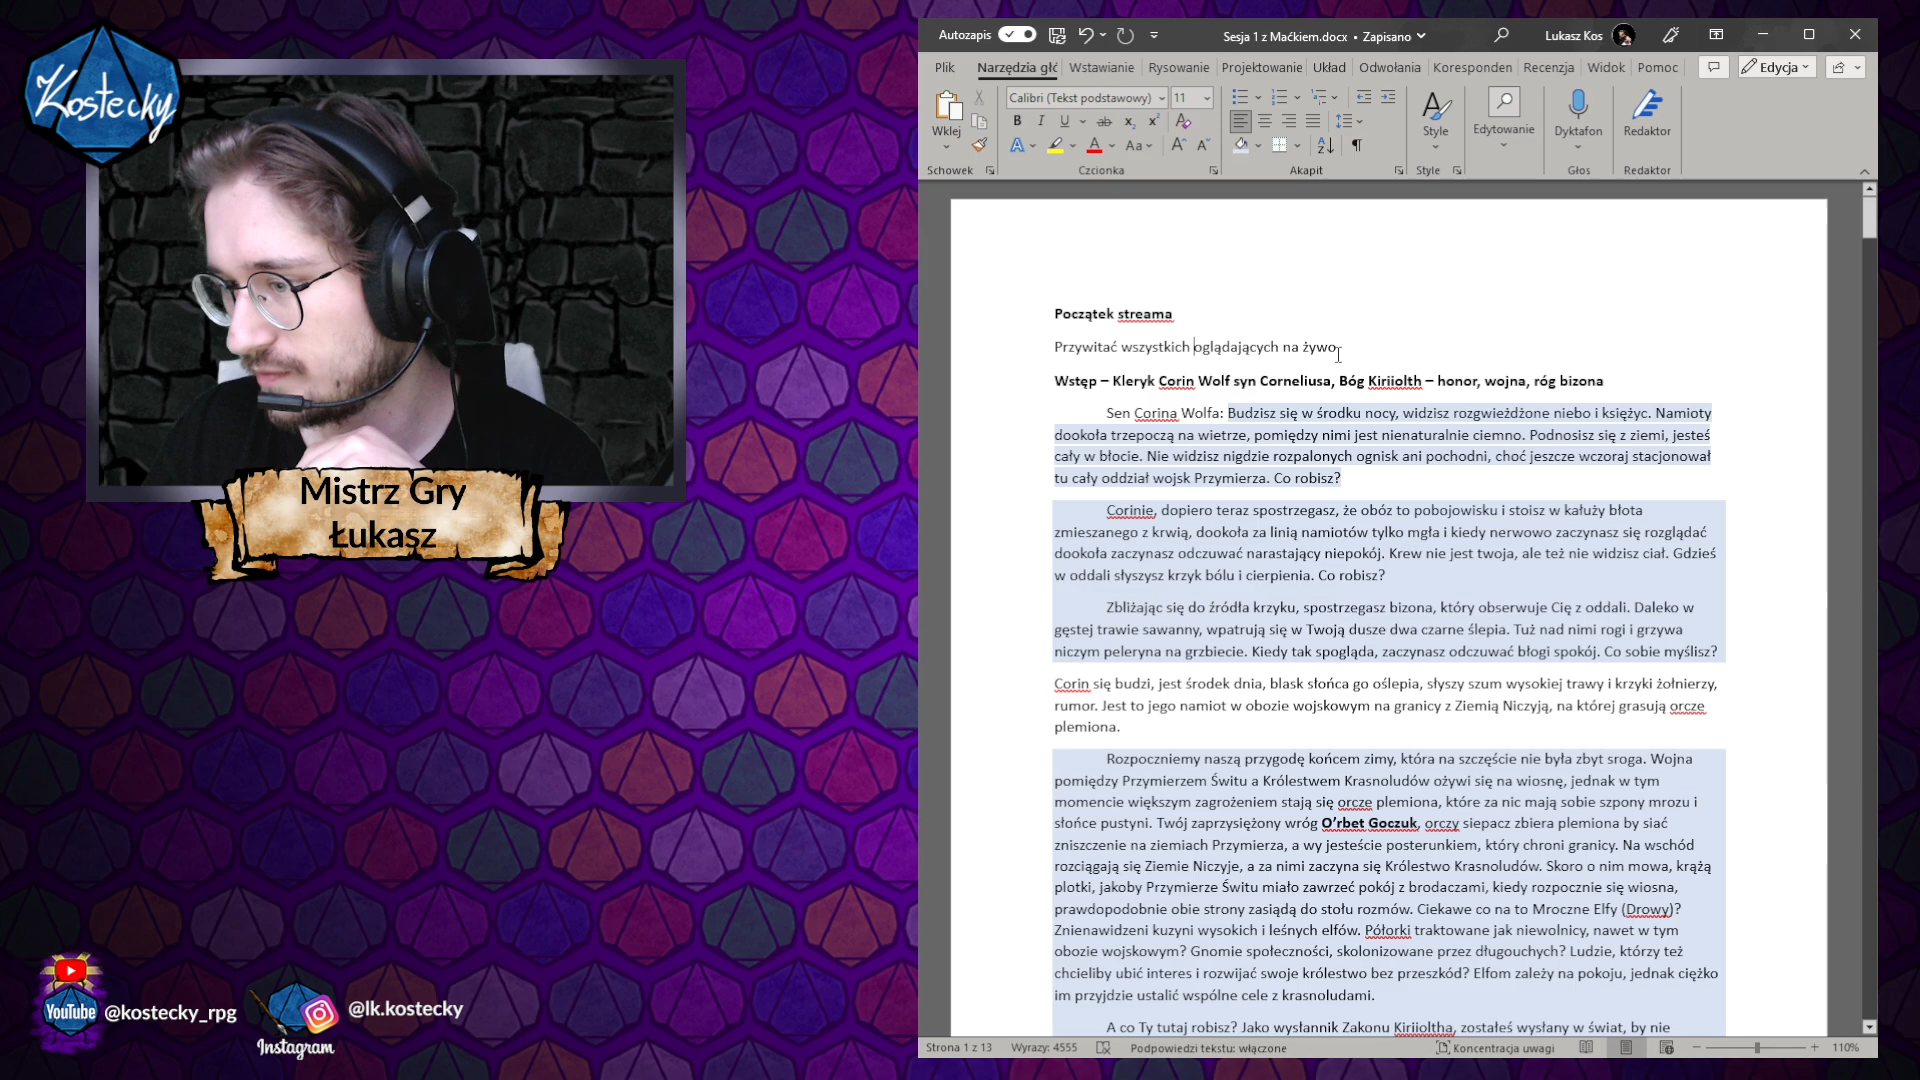 Kostecky
Mistrz Gry
Łukasz
YouTube @kostecky_rpg
@lk.kostecky
Instagram
Autozapis
Sesja 1 z Maćkiem.docx • Zapisano
Lukasz Kos
Plik Narzędzia głó Wstawianie Rysowanie Projektowanie Układ Odwołania Koresponden Recenzja Widok Pomoc Edycja
Wklej
Calibri (Tekst podstawowy) 11
Style
Edytowanie
Dyktafon
Redaktor
Schowek Czcionka Akapit Style Głos Redaktor
Początek streama
Przywitać wszystkich oglądających na żywo
Wstęp – Kleryk Corin Wolf syn Corneliusa, Bóg Kiriiolth – honor, wojna, róg bizona
Sen Corina Wolfa: Budzisz się w środku nocy, widzisz rozgwieżdżone niebo i księżyc. Namioty
dookoła trzepoczą na wietrze, pomiędzy nimi jest nienaturalnie ciemno. Podnosisz się z ziemi, jesteś
cały w błocie. Nie widzisz nigdzie rozpalonych ognisk ani pochodni, choć jeszcze wczoraj stacjonował
tu cały oddział wojsk Przymierza. Co robisz?
Corinie, dopiero teraz spostrzegasz, że obóz to pobojowisku i stoisz w kałuży błota
zmieszanego z krwią, dookoła za linią namiotów tylko mgła i kiedy nerwowo zaczynasz się rozglądać
dookoła zaczynasz odczuwać narastający niepokój. Krew nie jest twoja, ale też nie widzisz ciał. Gdzieś
w oddali słyszysz krzyk bólu i cierpienia. Co robisz?
Zbliżając się do źródła krzyku, spostrzegasz bizona, który obserwuje Cię z oddali. Daleko w
gęstej trawie sawanny, wpatrują się w Twoją dusze dwa czarne ślepia. Tuż nad nimi rogi i grzywa
niczym peleryna na grzbiecie. Kiedy tak spogląda, zaczynasz odczuwać błogi spokój. Co sobie myślisz?
Corin się budzi, jest środek dnia, blask słońca go oślepia, słyszy szum wysokiej trawy i krzyki żołnierzy,
rumor. Jest to jego namiot w obozie wojskowym na granicy z Ziemią Niczyją, na której grasują orcze
plemiona.
Rozpoczniemy naszą przygodę końcem zimy, która na szczęście nie była zbyt sroga. Wojna
pomiędzy Przymierzem Świtu a Królestwem Krasnoludów ożywi się na wiosnę, jednak w tym
momencie większym zagrożeniem stają się orcze plemiona, które za nic mają sobie szpony mrozu i
słońce pustyni. Twój zaprzysiężony wróg O’rbet Goczuk, orczy siepacz zbiera plemiona by siać
zniszczenie na ziemiach Przymierza, a wy jesteście posterunkiem, który chroni granicy. Na wschód
rozciągają się Ziemie Niczyje, a za nimi zaczyna się Królestwo Krasnoludów. Skoro o nim mowa, krążą
plotki, jakoby Przymierze Świtu miało zawrzeć pokój z brodaczami, kiedy rozpocznie się wiosna,
prawdopodobnie obie strony zasiądą do stołu rozmów. Ciekawe co na to Mroczne Elfy (Drowy)?
Znienawidzeni kuzyni wysokich i leśnych elfów. Półorki traktowane jak niewolnicy, nawet w tym
obozie wojskowym? Gnomie społeczności, skolonizowane przez długouchych? Ludzie, którzy też
chcieliby ubić interes i rozwijać swoje królestwo bez przeszkód? Elfom zależy na pokoju, jednak ciężko
im przyjdzie ustalić wspólne cele z krasnoludami.
A co Ty tutaj robisz? Jako wysłannik Zakonu Kiriioltha, zostałeś wysłany w świat, by nie
Strona 1 z 13 Wyrazy: 4555 Podpowiedzi tekstu: włączone Koncentracja uwagi 110%